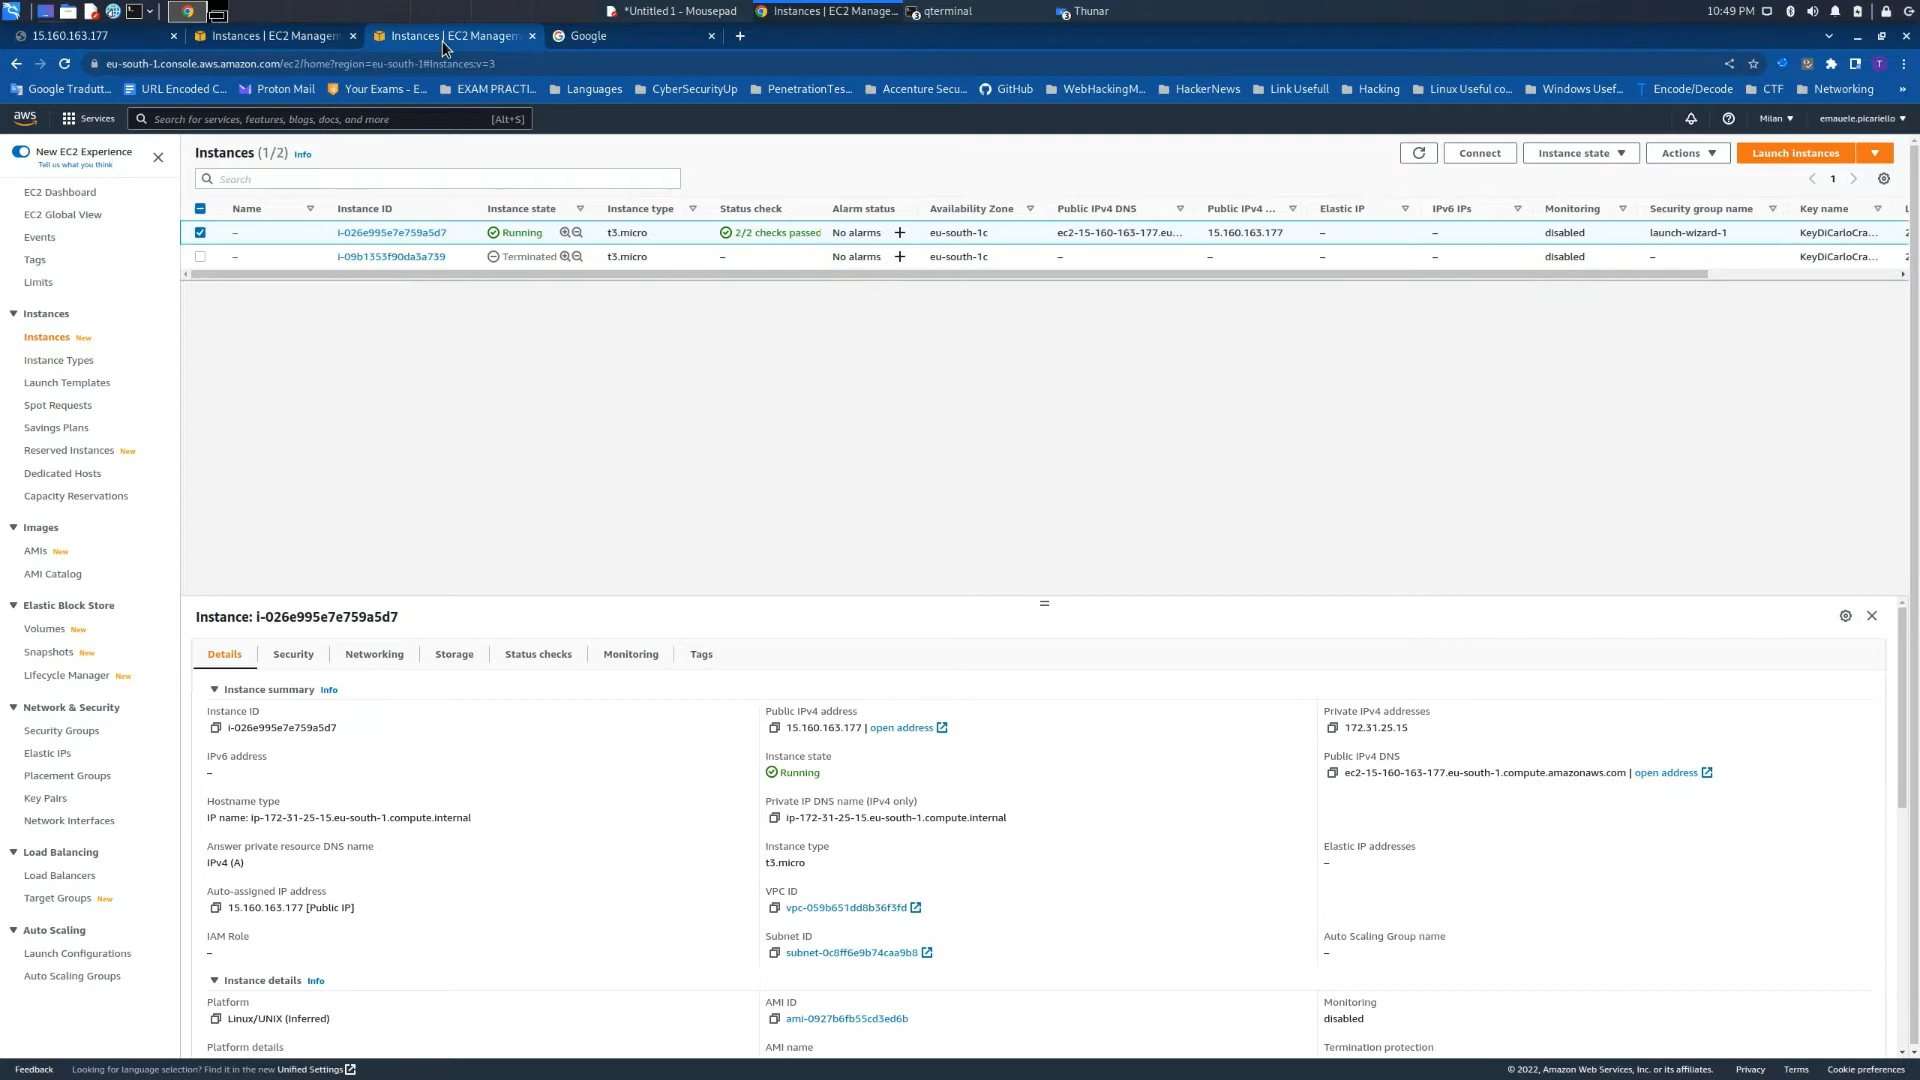 *Untitled 1 - Mousepad
Instances | EC2 Manage...
qterminal
Thunar
10:49 PM
15.160.163.177
Instances | EC2 Managem
Instances | EC2 Managem
Google
eu-south-1.console.aws.amazon.com/ec2/home?region=eu-south-1#Instances:v=3
Google Tradutt...
URL Encoded C...
Proton Mail
Your Exams - E...
EXAM PRACTI...
Languages
CyberSecurityUp
PenetrationTes...
Accenture Secu...
GitHub
WebHackingM...
HackerNews
Link Usefull
Hacking
Linux Useful co...
Windows Usef...
Encode/Decode
CTF
Networking
»
aws
Services
Search for services, features, blogs, docs, and more
[Alt+S]
Milan ▼
emauele.picariello ▼
New EC2 Experience
Tell us what you think
EC2 Dashboard
EC2 Global View
Events
Tags
Limits
Instances
Instances New
Instance Types
Launch Templates
Spot Requests
Savings Plans
Reserved Instances New
Dedicated Hosts
Capacity Reservations
Images
AMIs New
AMI Catalog
Elastic Block Store
Volumes New
Snapshots New
Lifecycle Manager New
Network & Security
Security Groups
Elastic IPs
Placement Groups
Key Pairs
Network Interfaces
Load Balancing
Load Balancers
Target Groups New
Auto Scaling
Launch Configurations
Auto Scaling Groups
Instances (1/2) Info
Connect
Instance state ▼
Actions ▼
Launch instances
Search
1
Name Instance ID Instance state Instance type Status check Alarm status Availability Zone Public IPv4 DNS Public IPv4 ... Elastic IP IPv6 IPs Monitoring Security group name Key name L
– i-026e995e7e759a5d7 Running t3.micro 2/2 checks passed No alarms + eu-south-1c ec2-15-160-163-177.eu... 15.160.163.177 – – disabled launch-wizard-1 KeyDiCarloCra... 2
– i-09b1353f90da3a739 Terminated t3.micro – No alarms + eu-south-1c – – – – disabled – KeyDiCarloCra... 2
Instance: i-026e995e7e759a5d7
Details
Security
Networking
Storage
Status checks
Monitoring
Tags
Instance summary Info
Instance ID
i-026e995e7e759a5d7
Public IPv4 address
15.160.163.177 | open address
Private IPv4 addresses
172.31.25.15
IPv6 address
–
Instance state
Running
Public IPv4 DNS
ec2-15-160-163-177.eu-south-1.compute.amazonaws.com | open address
Hostname type
IP name: ip-172-31-25-15.eu-south-1.compute.internal
Private IP DNS name (IPv4 only)
ip-172-31-25-15.eu-south-1.compute.internal
Answer private resource DNS name
IPv4 (A)
Instance type
t3.micro
Elastic IP addresses
–
Auto-assigned IP address
15.160.163.177 [Public IP]
VPC ID
vpc-059b651dd8b36f3fd
IAM Role
–
Subnet ID
subnet-0c8ff6e9b74caa9b8
Auto Scaling Group name
–
Instance details Info
Platform
Linux/UNIX (Inferred)
AMI ID
ami-0927b6fb55cd3ed6b
Monitoring
disabled
Platform details
AMI name
Termination protection
Feedback
Looking for language selection? Find it in the new Unified Settings
© 2022, Amazon Web Services, Inc. or its affiliates.
Privacy
Terms
Cookie preferences